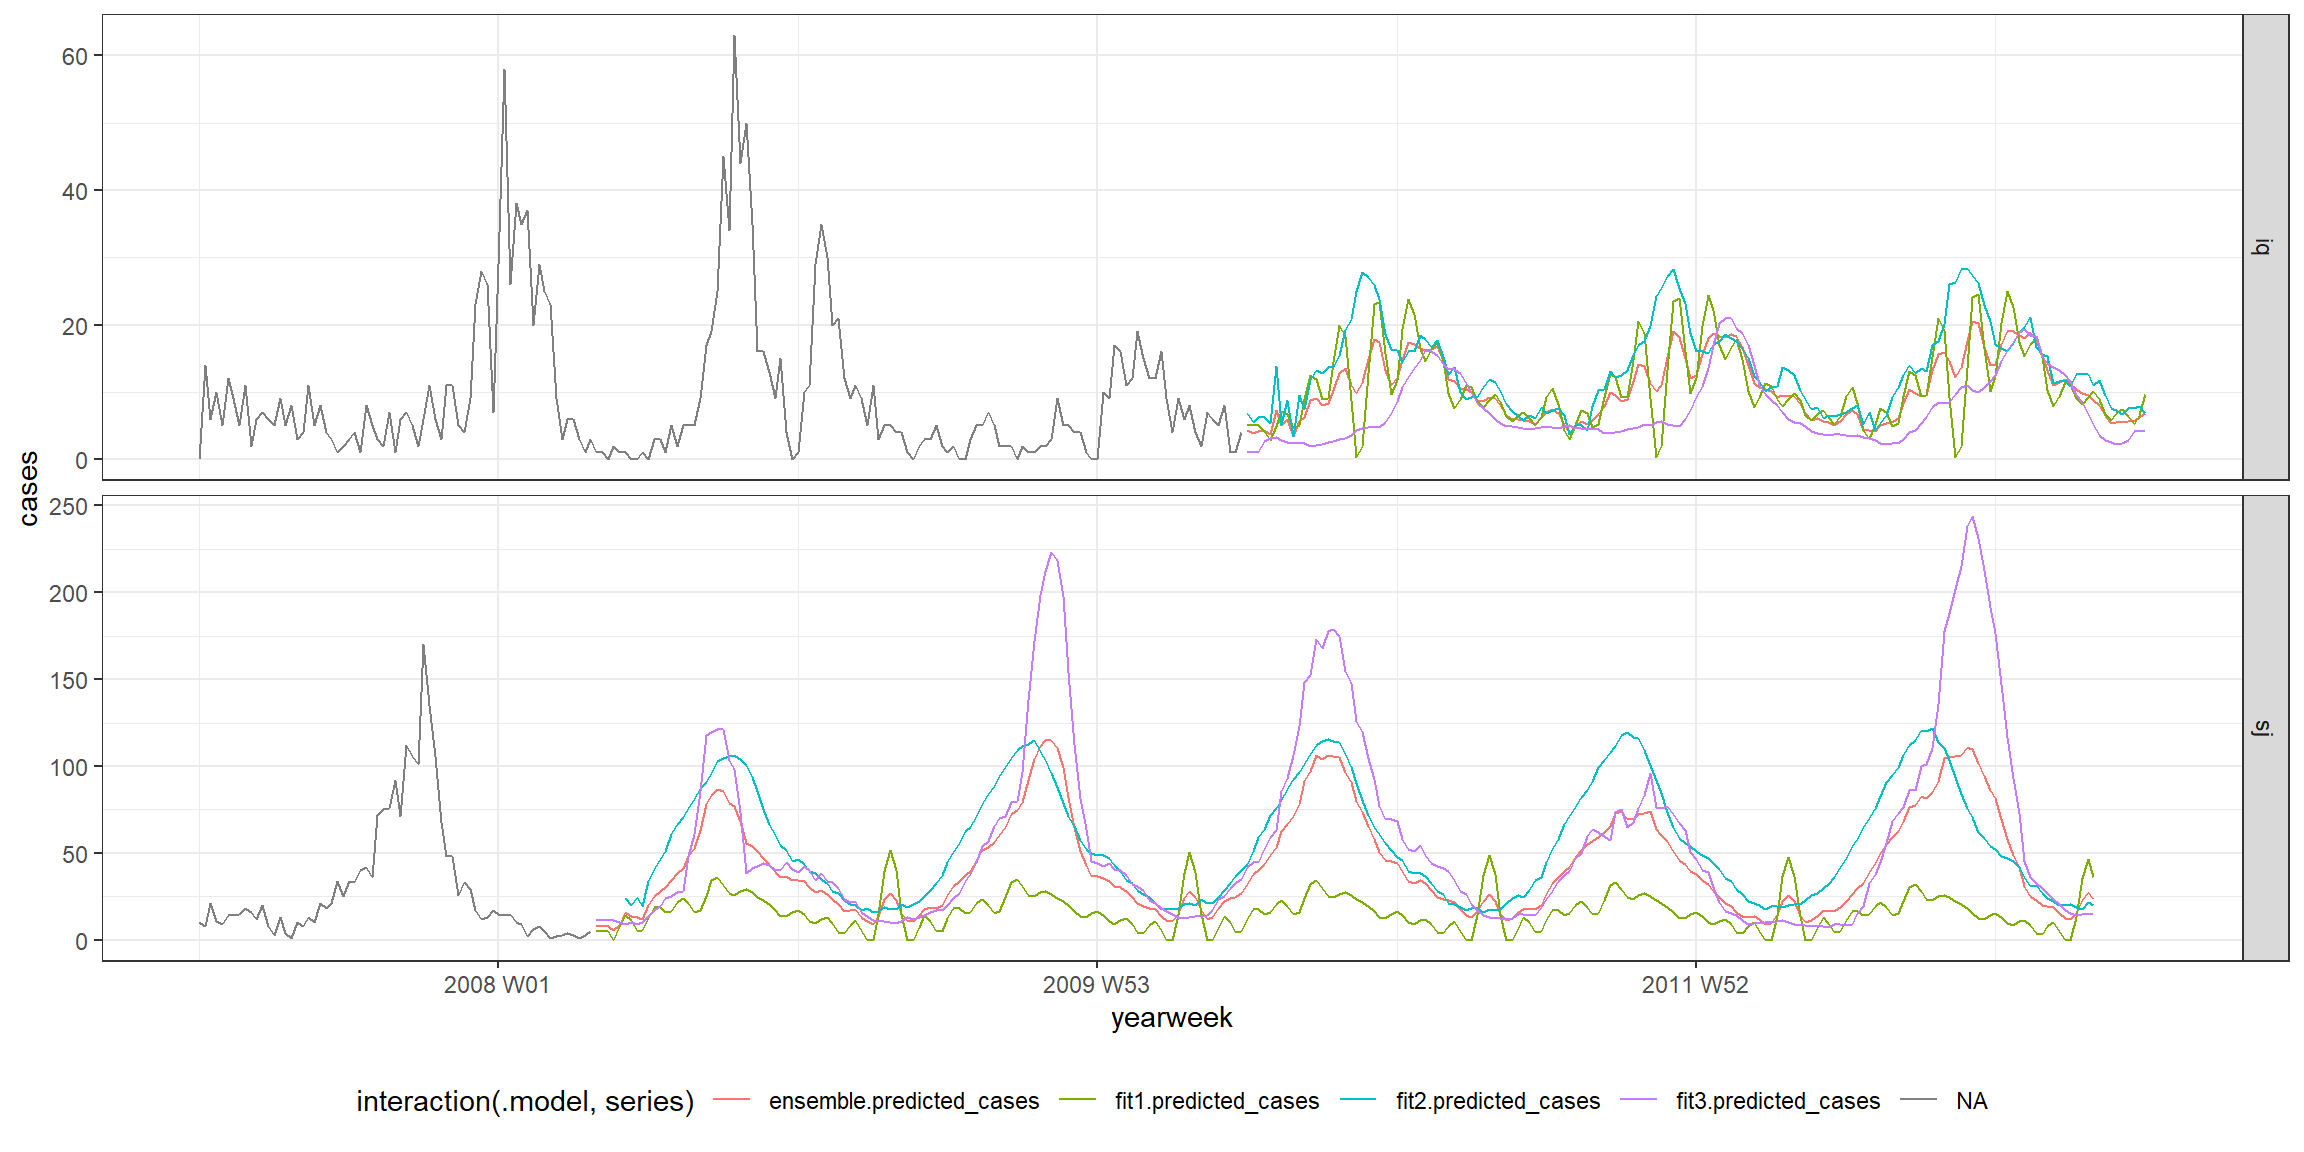 60
40
20
0
iq
cases
250
200
150
100
50
0
sj
2008 W01 2009 W53 2011 W52
yearweek
interaction(.model, series) ensemble.predicted_cases fit1.predicted_cases fit2.predicted_cases fit3.predicted_cases NA